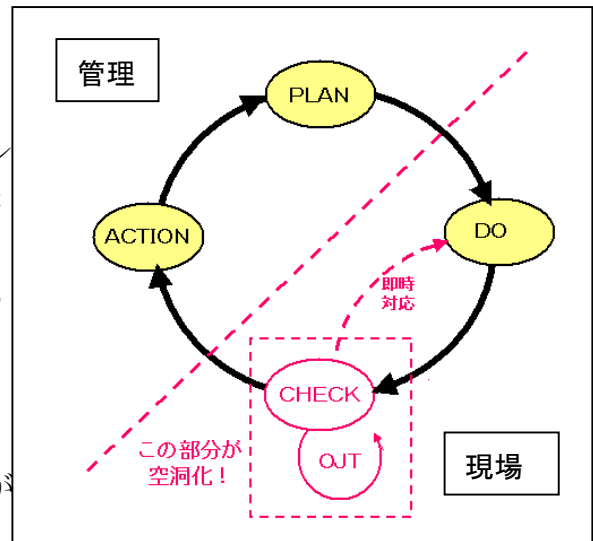 管理
PLAN
ACTION
DO
即時
対応
CHECK
この部分が
空洞化！
OJT
現場
が